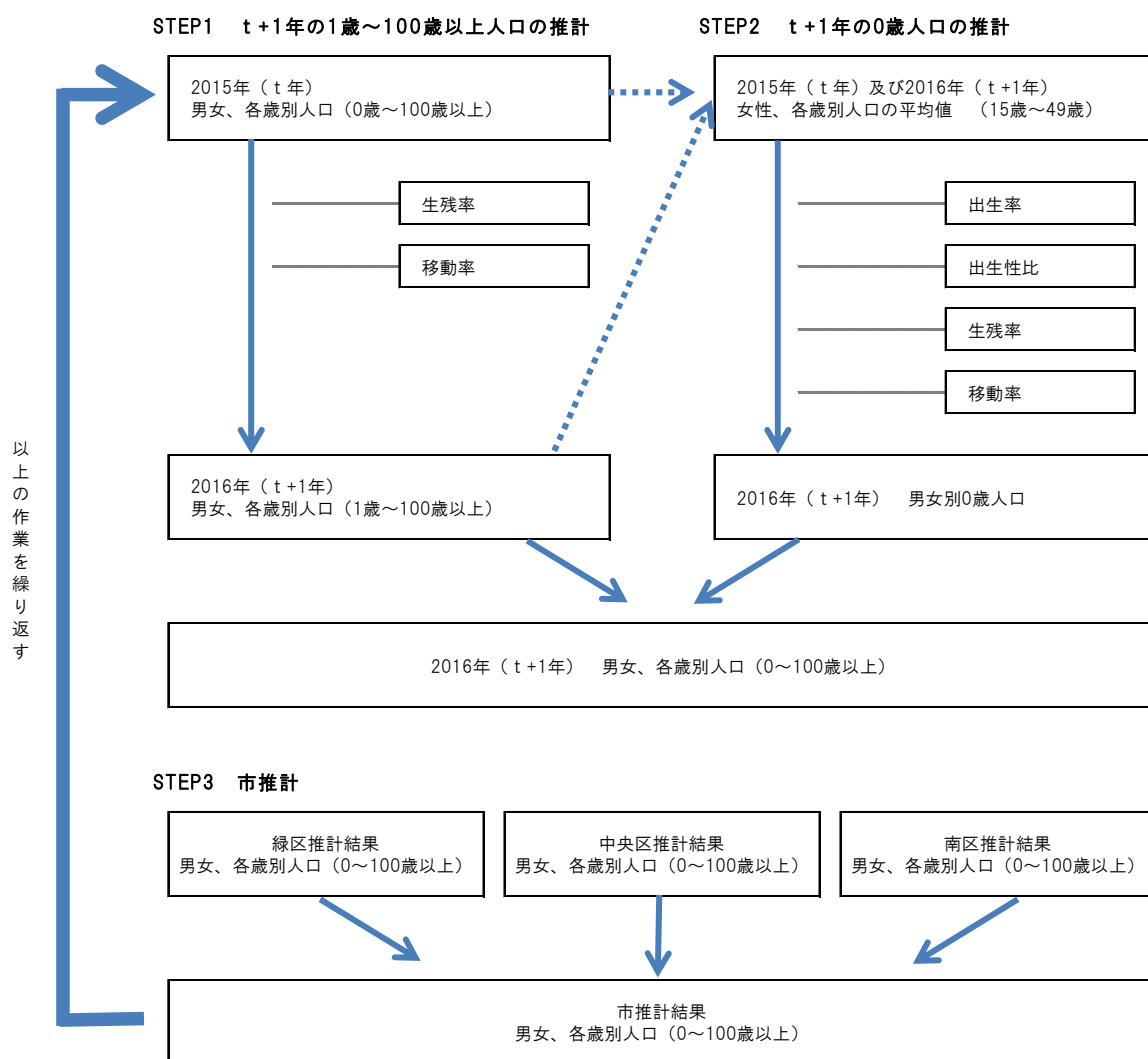 STEP1 ｔ+1年の1歳～100歳以上人口の推計
2015年（ｔ年）
男女、各歳別人口（0歳～100歳以上）
生残率
移動率
2016年（ｔ+1年）
男女、各歳別人口（1歳～100歳以上）
STEP2 ｔ+1年の0歳人口の推計
2015年（ｔ年）及び2016年（ｔ+1年）
女性、各歳別人口の平均値 （15歳～49歳）
出生率
出生性比
生残率
移動率
2016年（ｔ+1年） 男女別0歳人口
2016年（ｔ+1年） 男女、各歳別人口（0～100歳以上）
以上の作業を繰り返す
STEP3 市推計
緑区推計結果
男女、各歳別人口（0～100歳以上）
中央区推計結果
男女、各歳別人口（0～100歳以上）
南区推計結果
男女、各歳別人口（0～100歳以上）
市推計結果
男女、各歳別人口（0～100歳以上）